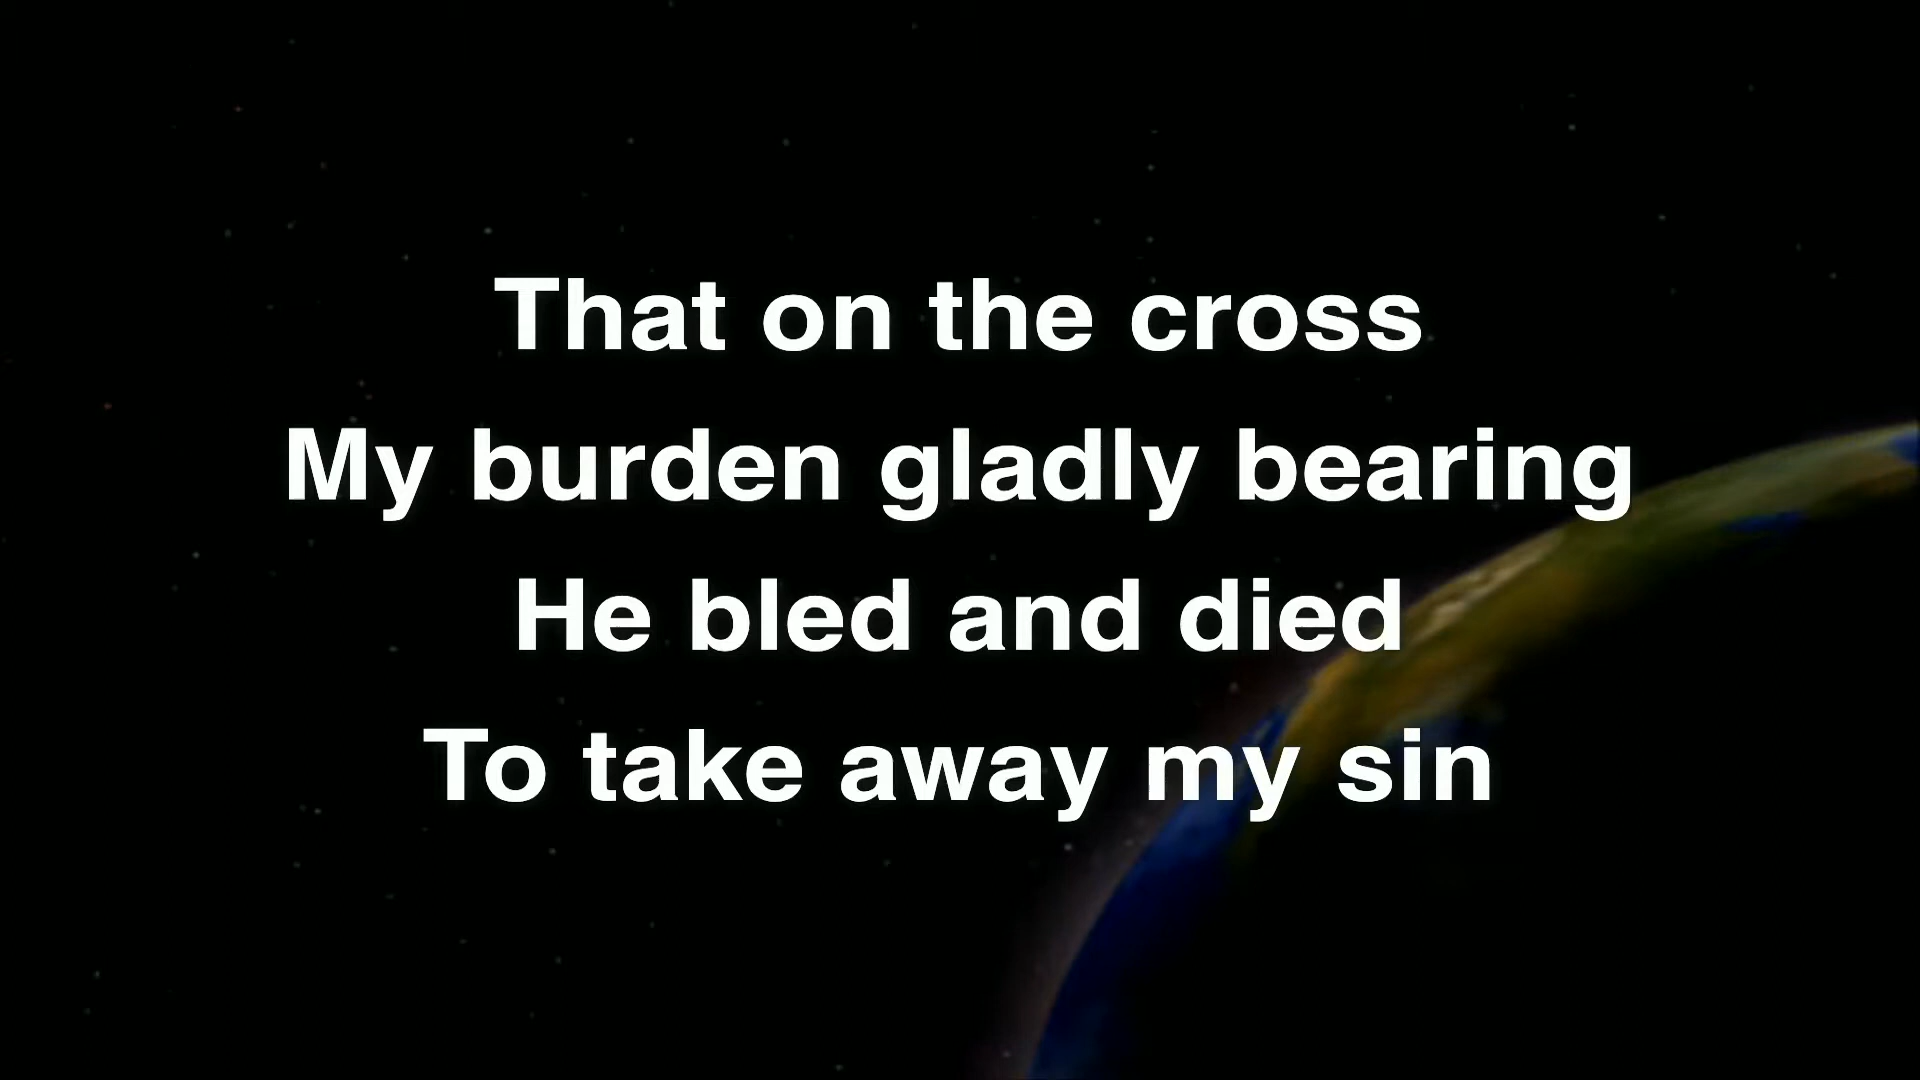 That on the cross
My burden gladly bearing
He bled and died
To take away my sin